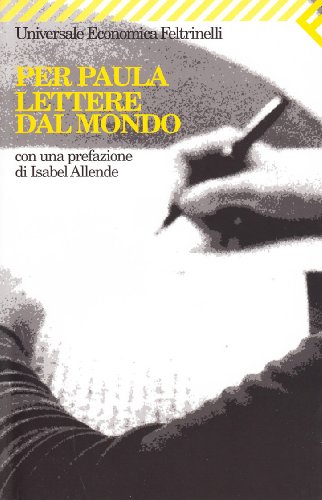 Universale Economica Feltrinelli
PER PAULA
LETTERE
DAL MONDO
con una prefazione
di Isabel Allende